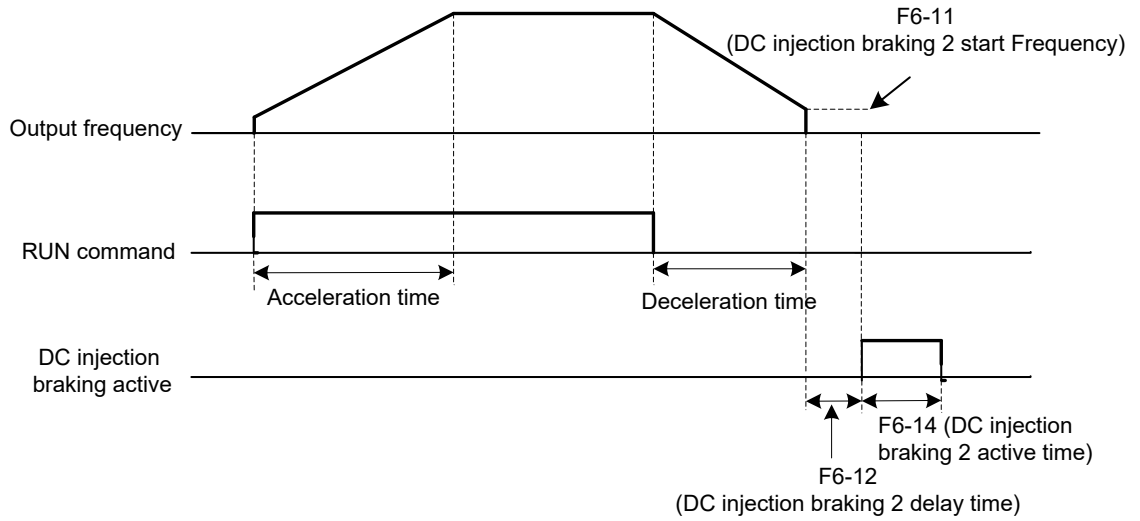 F6-11
(DC injection braking 2 start Frequency)
Output frequency
RUN command
Acceleration time
Deceleration time
DC injection
braking active
F6-14 (DC injection
braking 2 active time)
F6-12
(DC injection braking 2 delay time)